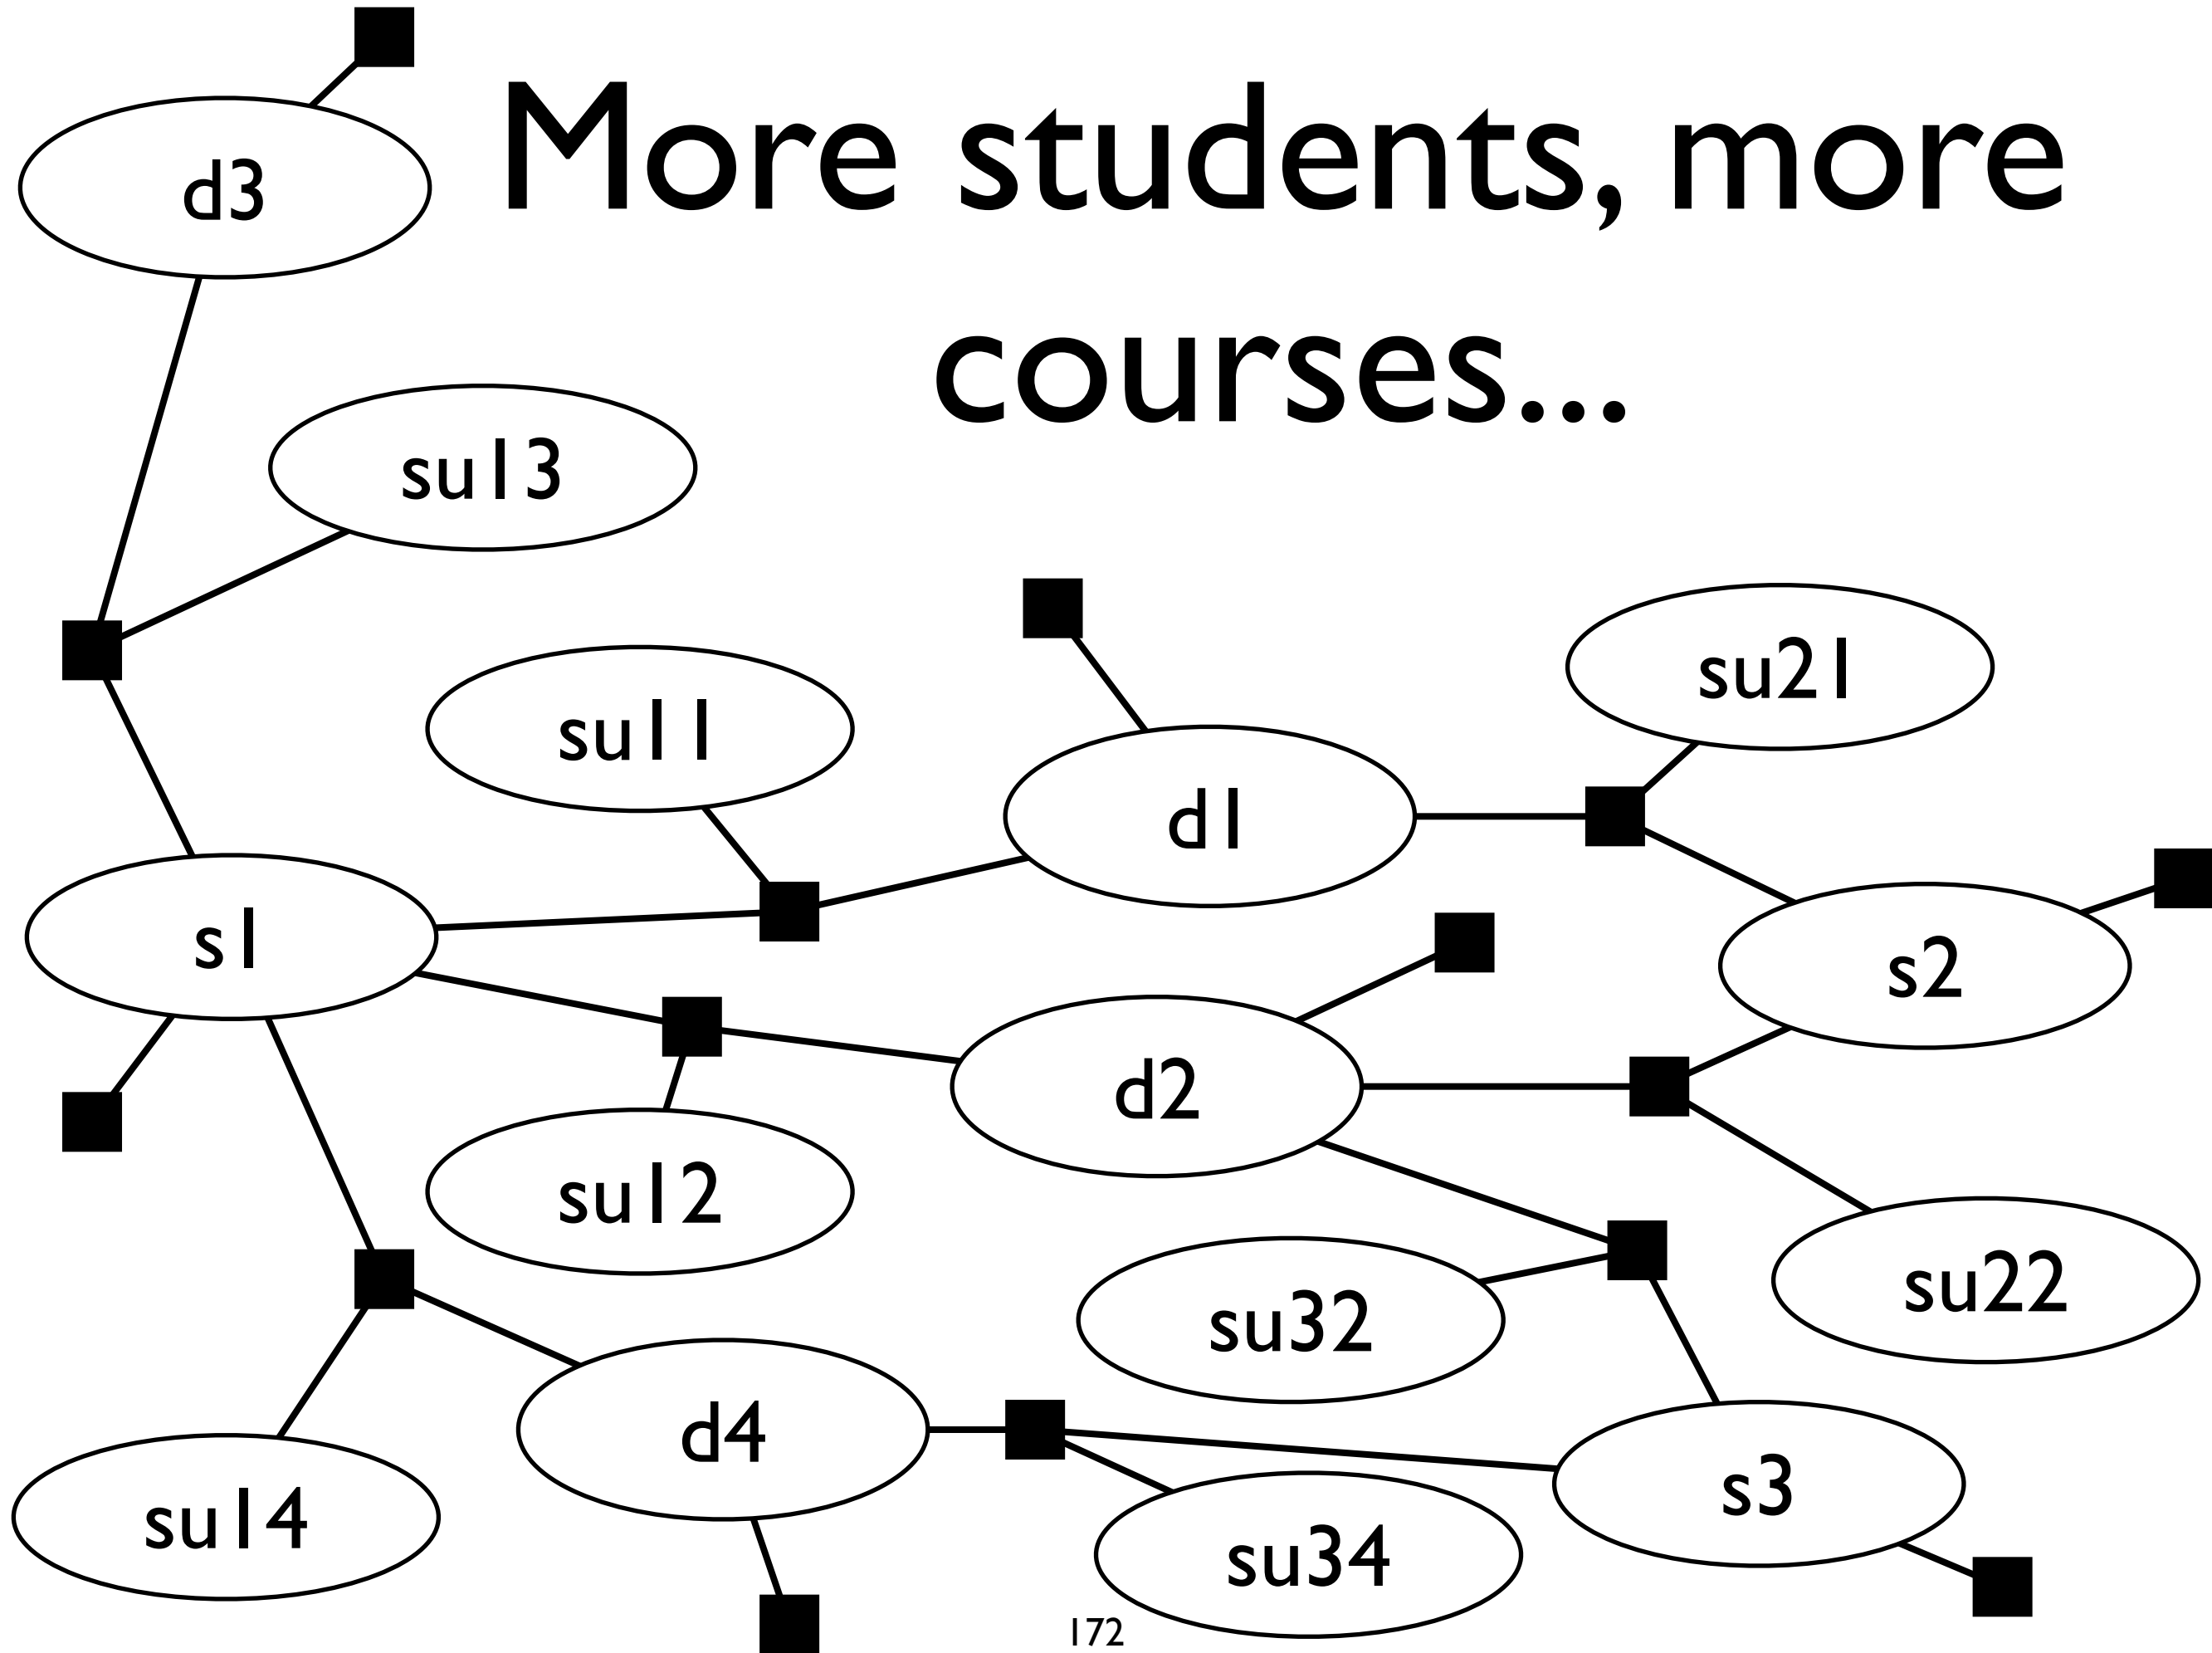 More students, more
courses...
d3
su13
su11
su21
d1
s1
s2
d2
su12
su22
su32
d4
s3
su14
su34
172